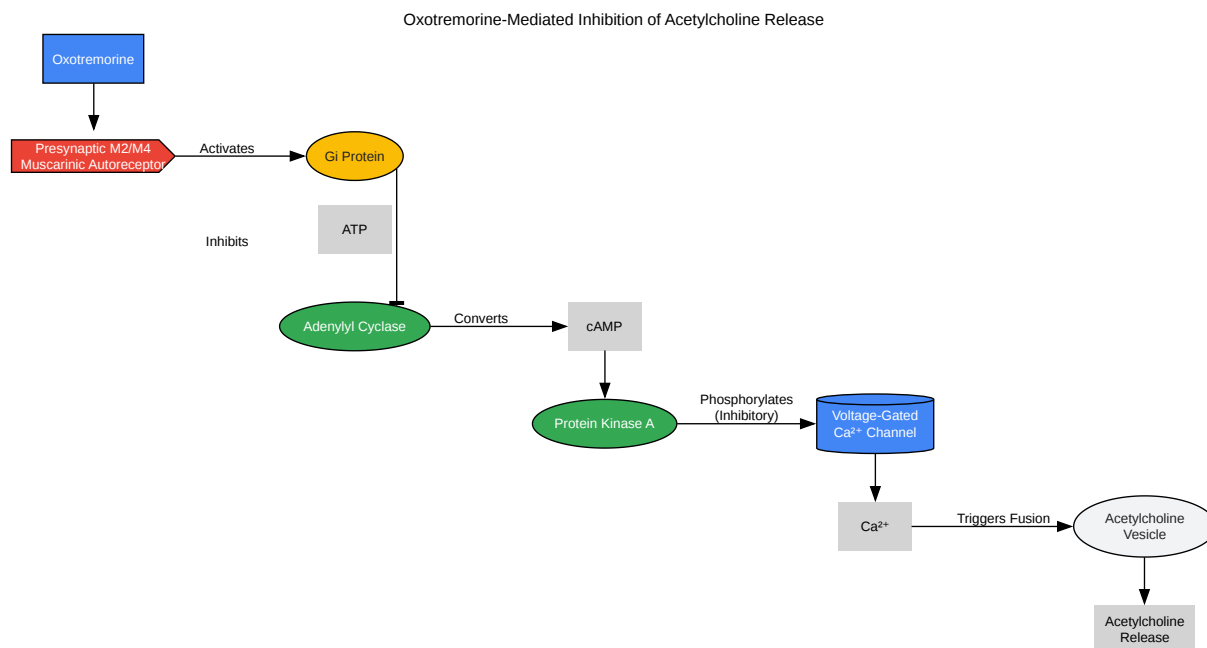 Oxotremorine-Mediated Inhibition of Acetylcholine Release
Oxotremorine
Presynaptic M2/M4
Muscarinic Autoreceptor
Activates
Gi Protein
Inhibits
ATP
Adenylyl Cyclase
Converts
cAMP
Protein Kinase A
Phosphorylates
(Inhibitory)
Voltage-Gated
Ca²⁺ Channel
Ca²⁺
Triggers Fusion
Acetylcholine
Vesicle
Acetylcholine
Release